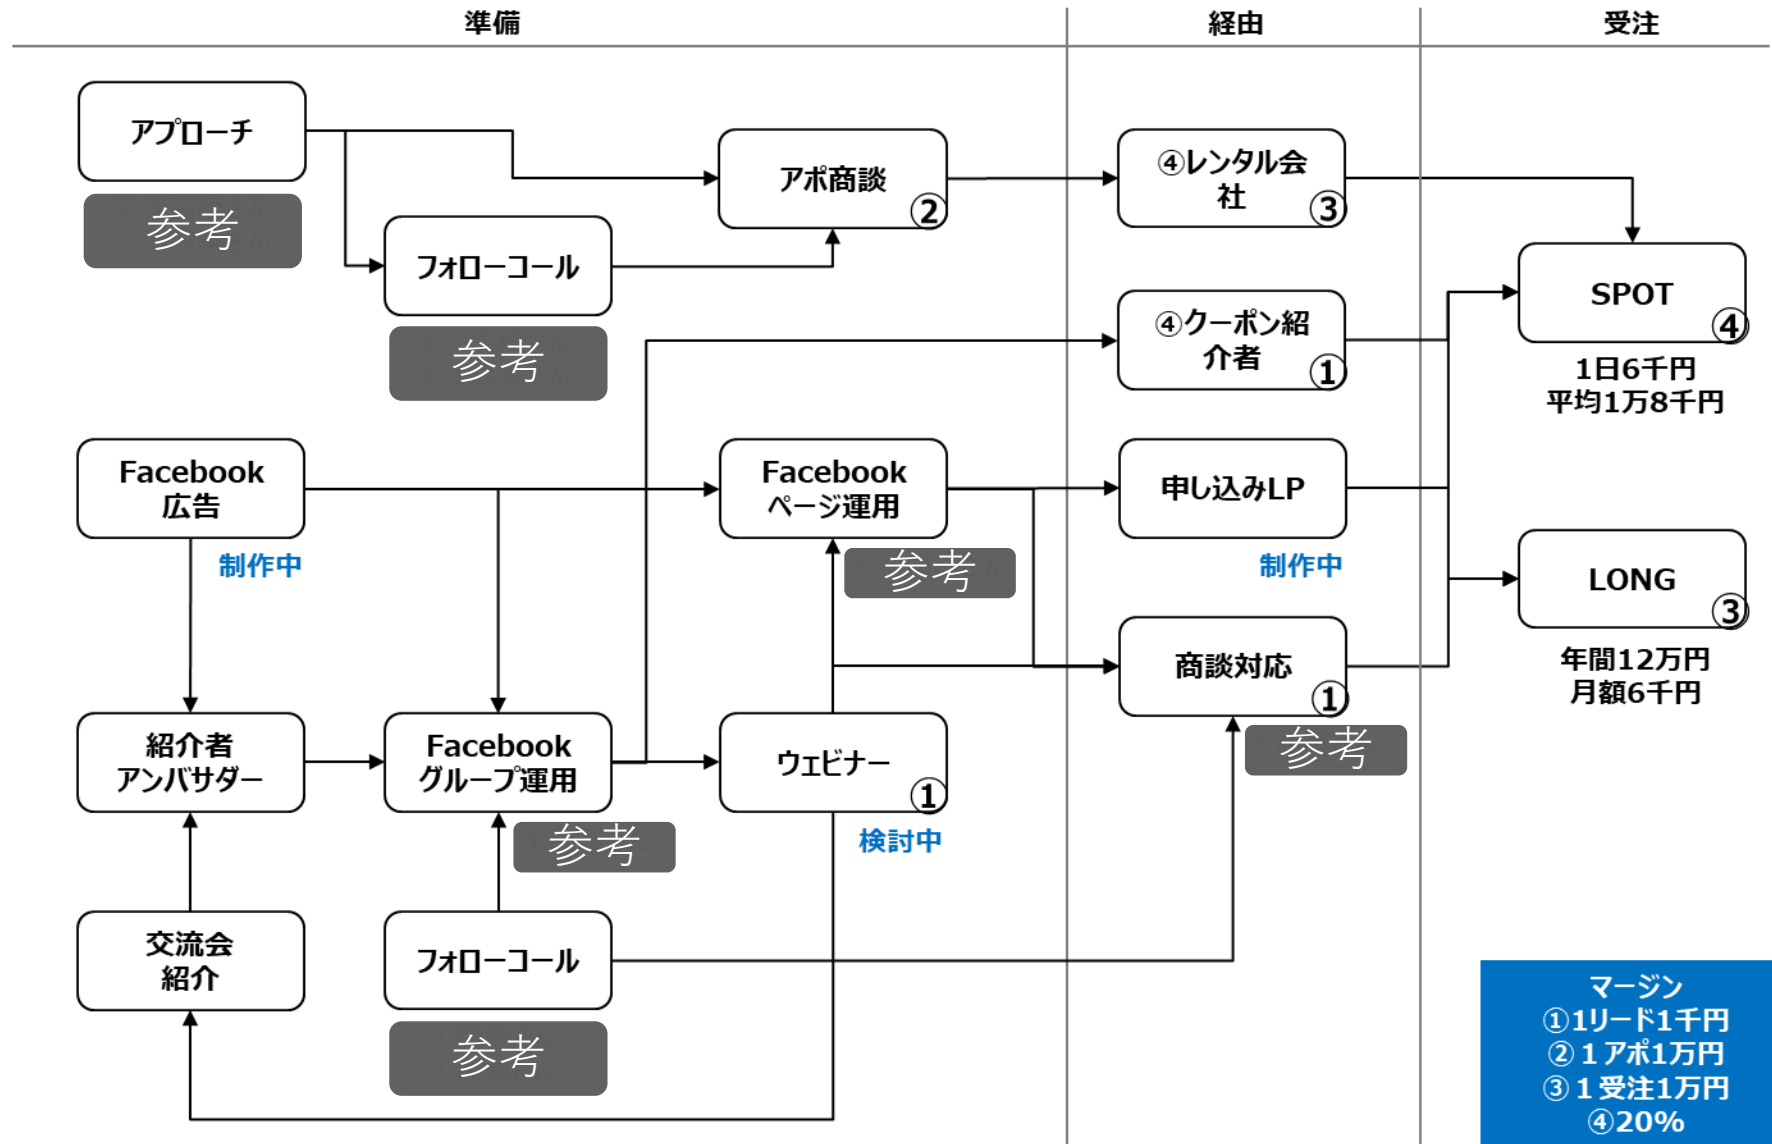 準備
経由
受注
アプローチ
参考
フォローコール
参考
アポ商談
②
④レンタル会
社
③
④クーポン紹
介者
①
SPOT
④
1日6千円
平均1万8千円
Facebook
広告
制作中
Facebook
ページ運用
参考
申し込みLP
制作中
LONG
③
年間12万円
月額6千円
商談対応
①
参考
紹介者
アンバサダー
Facebook
グループ運用
参考
ウェビナー
①
検討中
交流会
紹介
フォローコール
参考
マージン
①1リード1千円
②１アポ1万円
③１受注1万円
④20%